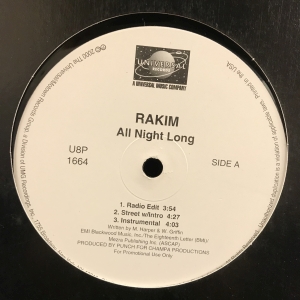 UNIVERSAL
RECORDS
A UNIVERSAL MUSIC COMPANY
RAKIM
All Night Long
U8P
1664
SIDE A
1. Radio Edit 3:54
2. Street w/Intro 4:27
3. Instrumental 4:03
Written by M. Harper & W. Griffin
EMI Blackwood Music, Inc./The Eighteenth Letter (BMI)/
Metze Publishing Inc. (ASCAP)
PRODUCED BY PUNCH FOR CHAMPA PRODUCTIONS
For Promotional Use Only